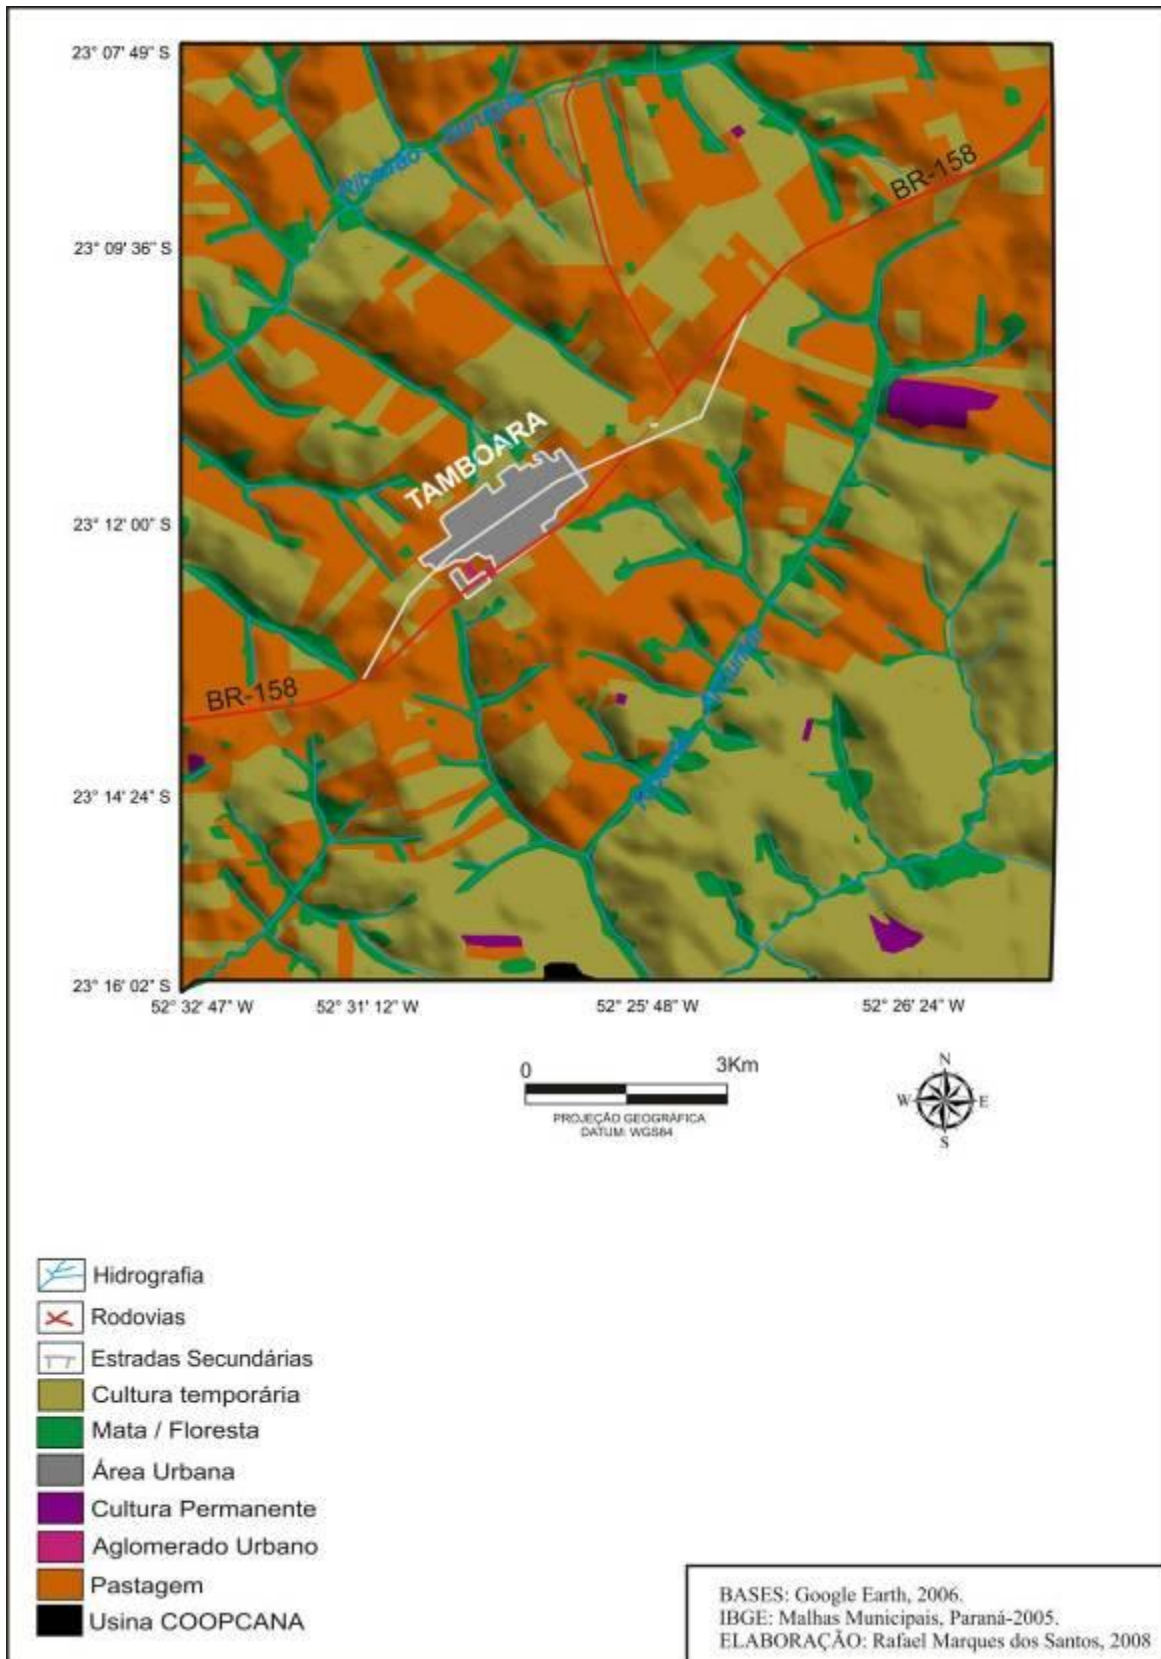 23° 07' 49" S
Ribeirão
BR-158
23° 09' 36" S
TAMBOARA
23° 12' 00" S
BR-158
23° 14' 24" S
23° 16' 02" S
52° 32' 47" W 52° 31' 12" W 52° 25' 48" W 52° 26' 24" W
0 3Km
PROJEÇÃO GEOGRÁFICA
DATUM: WGS84
N
W E
S
Hidrografia
Rodovias
Estradas Secundárias
Cultura temporária
Mata / Floresta
Área Urbana
Cultura Permanente
Aglomerado Urbano
Pastagem
Usina COOPCANA
BASES: Google Earth, 2006.
IBGE: Malhas Municipais, Paraná-2005.
ELABORAÇÃO: Rafael Marques dos Santos, 2008